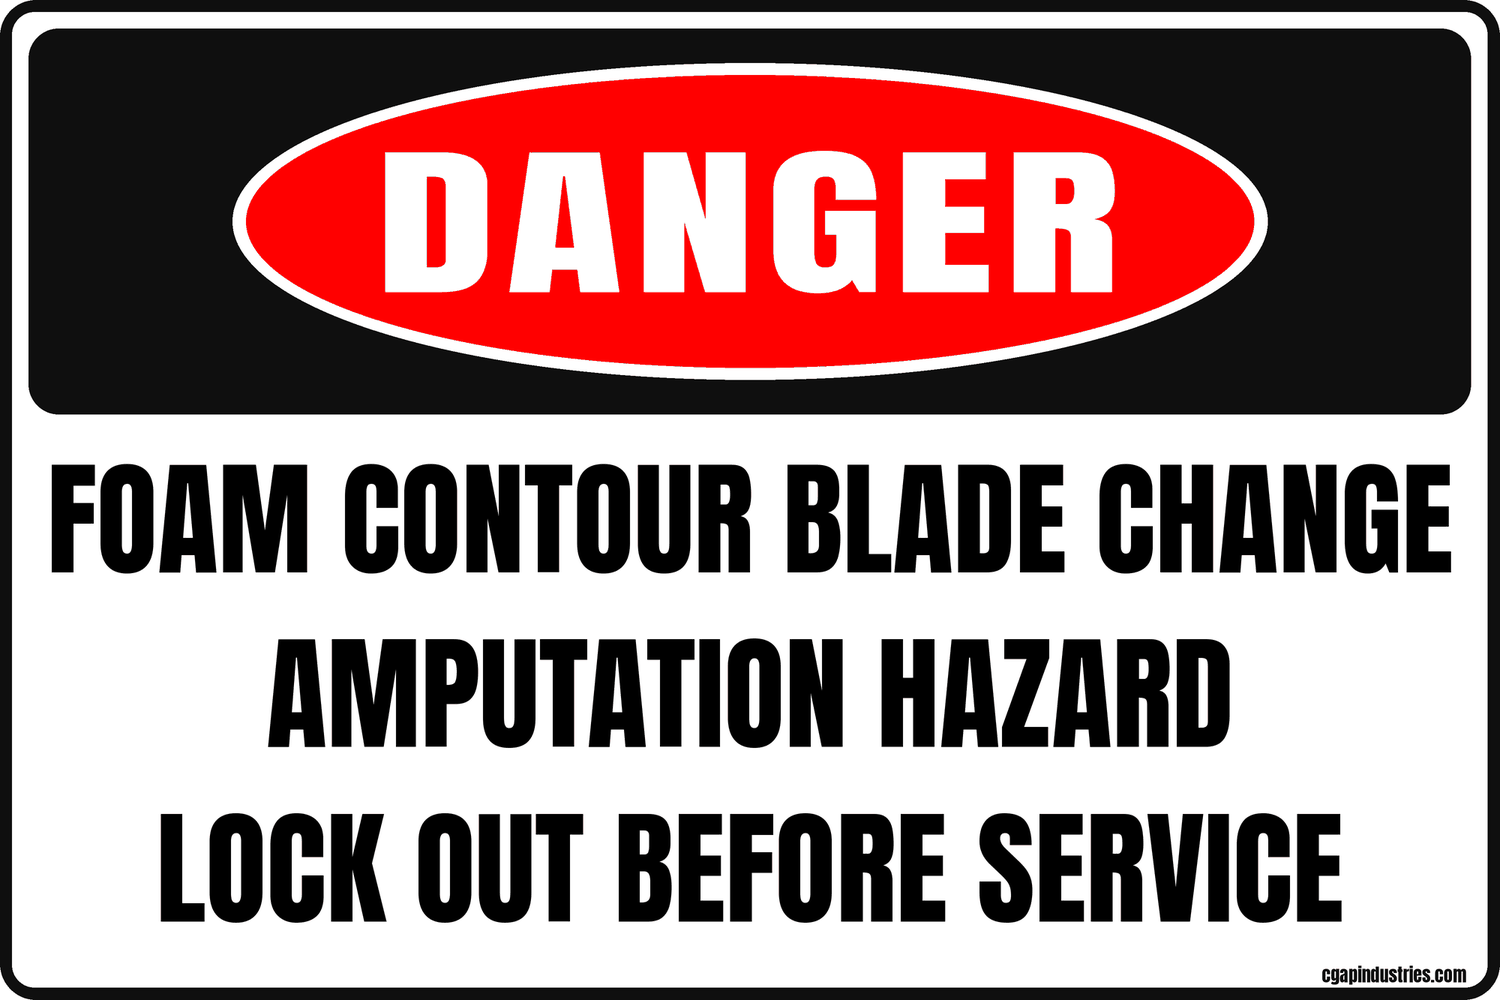 DANGER
FOAM CONTOUR BLADE CHANGE
AMPUTATION HAZARD
LOCK OUT BEFORE SERVICE
cgapindustries.com